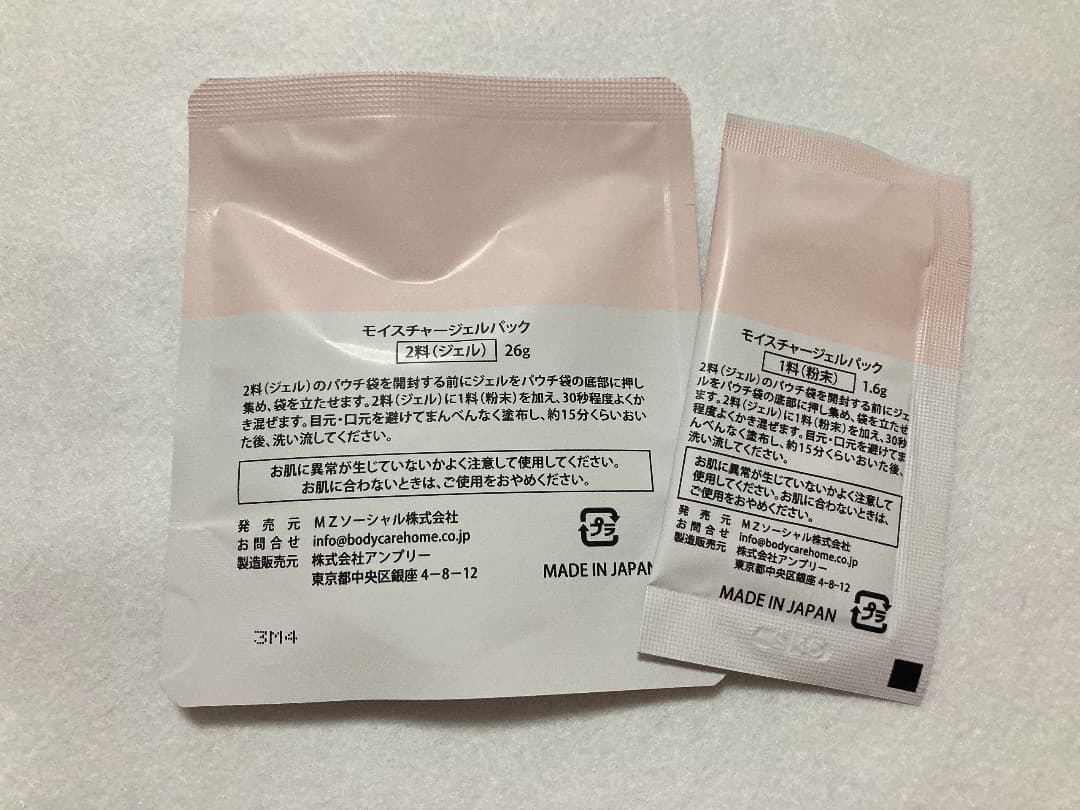 モイスチャージェルパック
2料（ジェル） 26g
2料（ジェル）のパウチ袋を開封する前にジェルをパウチ袋の底部に押し
集め、袋を立たせます。2料（ジェル）に1料（粉末）を加え、30秒程度よくか
き混ぜます。目元・口元を避けてまんべんなく塗布し、約15分くらいおい
た後、洗い流してください。
お肌に異常が生じていないかよく注意して使用してください。
お肌に合わないときは、ご使用をおやめください。
発売元 MZソーシャル株式会社
お問合せ info@bodycarehome.co.jp
製造販売元 株式会社アンプリー
東京都中央区銀座 4-8-12
プラ
MADE IN JAPAN
3M4
モイスチャージェルパック
1料（粉末） 1.6g
2料（ジェル）のパウチ袋を開封する前にジェ
ルをパウチ袋の底部に押し集め、袋を立たせ
ます。2料（ジェル）に1料（粉末）を加え、30秒
程度よくかき混ぜます。目元・口元を避けてま
んべんなく塗布し、約15分くらいおいた後、
洗い流してください。
お肌に異常が生じていないかよく注意して
使用してください。お肌に合わないときは、
ご使用をおやめください。
発売元 MZソーシャル株式会社
お問合せ info@bodycarehome.co.jp
製造販売元 株式会社アンプリー
東京都中央区銀座 4-8-12
MADE IN JAPAN
プラ